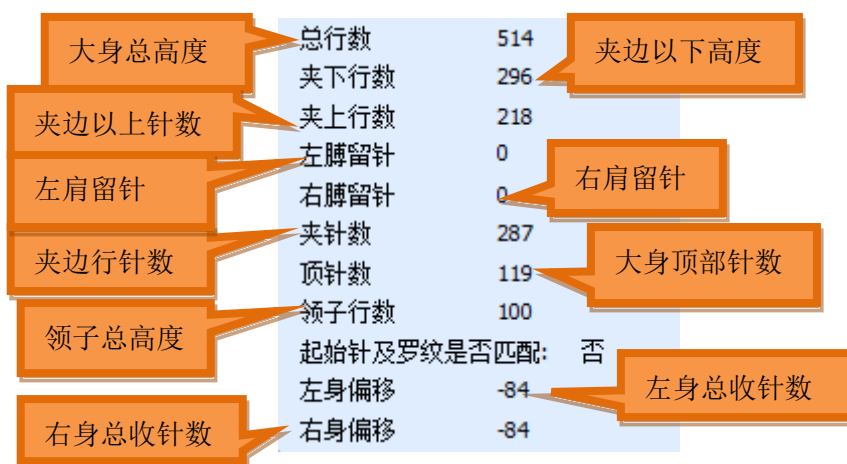 大身总高度
总行数 514
夹边以下高度
夹下行数 296
夹边以上针数
夹上行数 218
左肩留针
左膊留针 0
右肩留针
右膊留针 0
夹边行针数
夹针数 287
大身顶部针数
顶针数 119
领子总高度
领子行数 100
起始针及罗纹是否匹配: 否
左身偏移 -84
左身总收针数
右身总收针数
右身偏移 -84